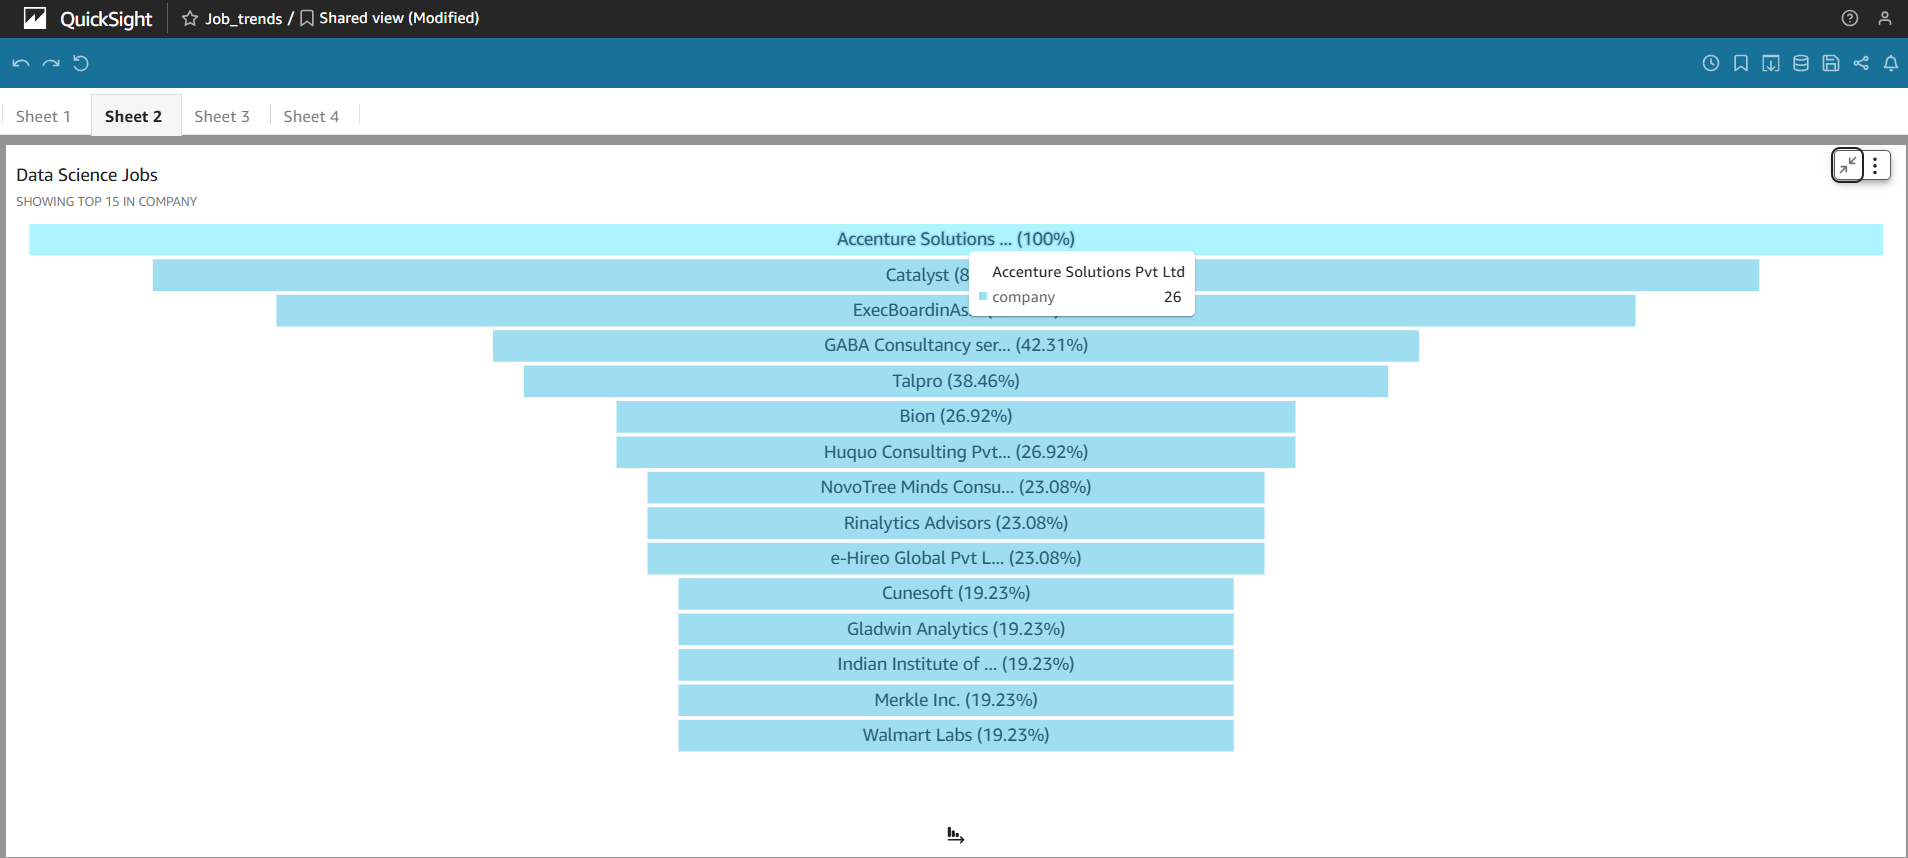 QuickSight
Job_trends / Shared view (Modified)
Sheet 1
Sheet 2
Sheet 3
Sheet 4
Data Science Jobs
SHOWING TOP 15 IN COMPANY
Accenture Solutions ... (100%)
Catalyst (8
Accenture Solutions Pvt Ltd
company 26
ExecBoardinAs...
GABA Consultancy ser... (42.31%)
Talpro (38.46%)
Bion (26.92%)
Huquo Consulting Pvt... (26.92%)
NovoTree Minds Consu... (23.08%)
Rinalytics Advisors (23.08%)
e-Hireo Global Pvt L... (23.08%)
Cunesoft (19.23%)
Gladwin Analytics (19.23%)
Indian Institute of ... (19.23%)
Merkle Inc. (19.23%)
Walmart Labs (19.23%)